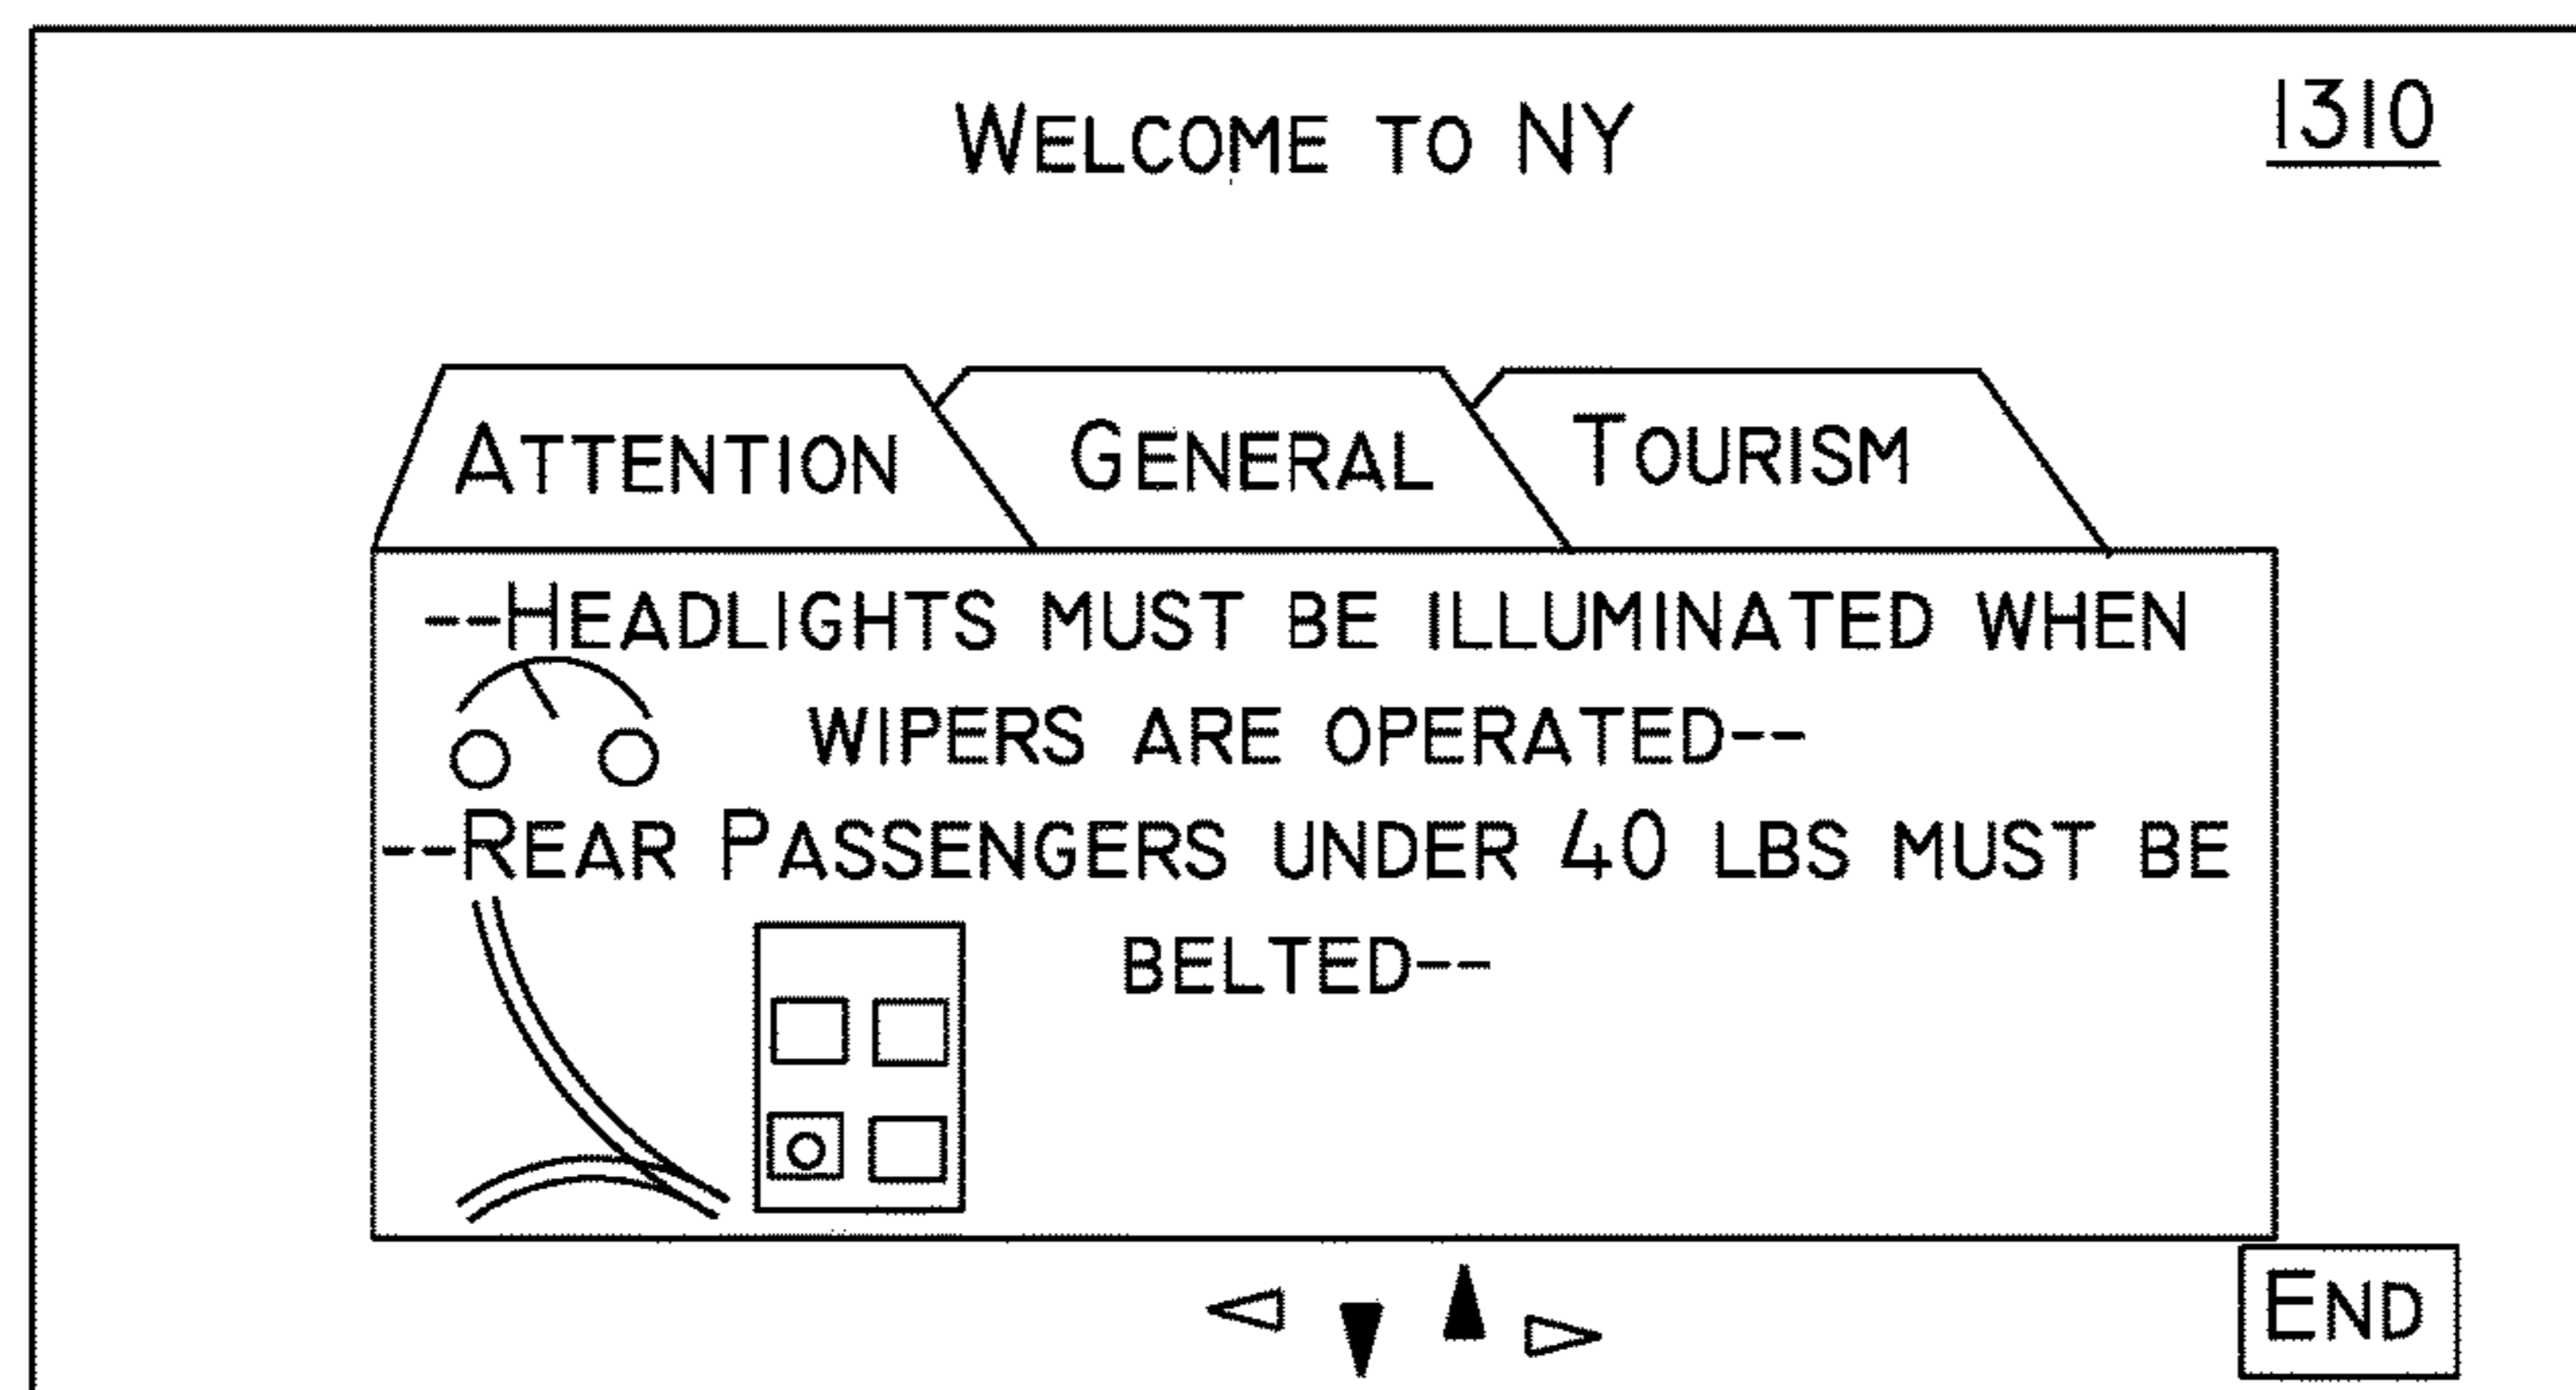 WELCOME TO NY
1310
ATTENTION GENERAL TOURISM
--HEADLIGHTS MUST BE ILLUMINATED WHEN
WIPERS ARE OPERATED--
--REAR PASSENGERS UNDER 40 LBS MUST BE
BELTED--
END